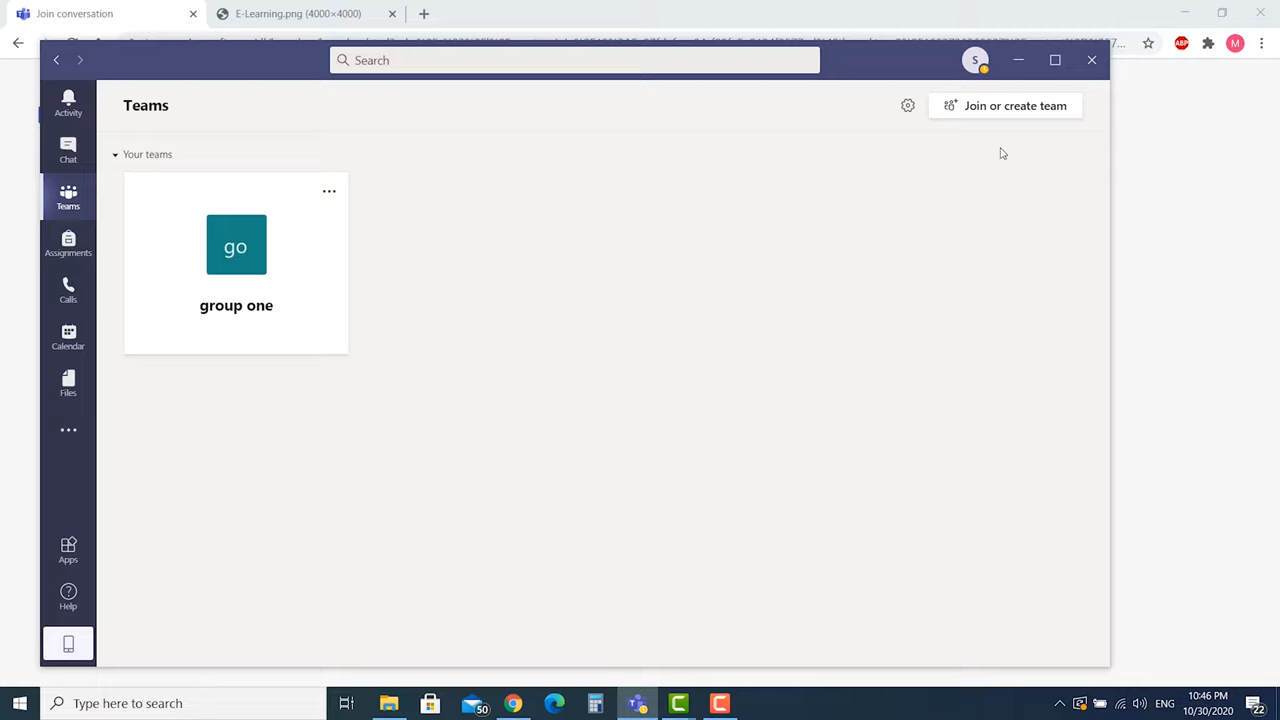 Join conversation
E-Learning.png (4000×4000)
ABP
M
Search
S
Activity
Chat
Teams
Assignments
Calls
Calendar
Files
Apps
Help
Teams
Join or create team
Your teams
go
group one
Type here to search
50
ENG
10:46 PM
10/30/2020
22